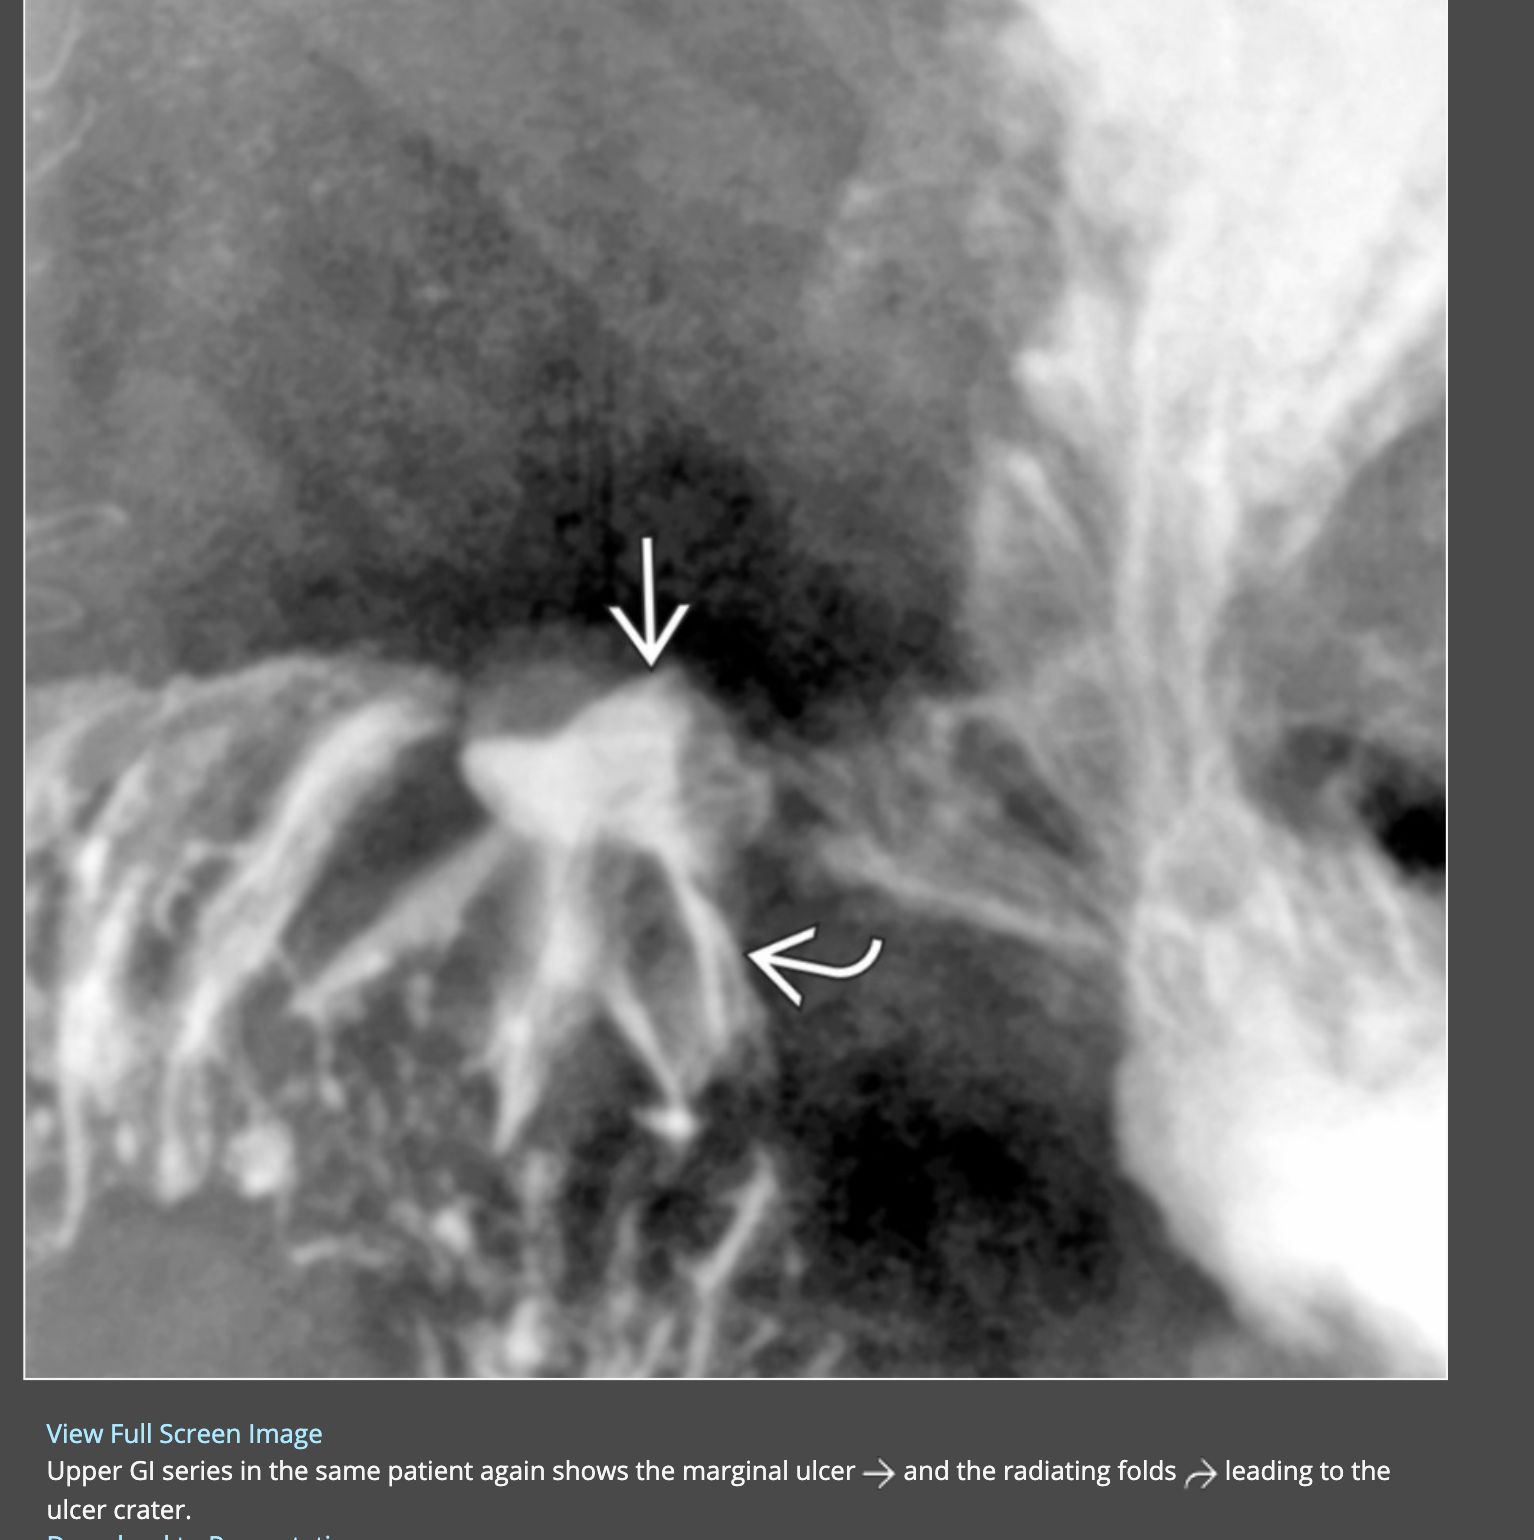 View Full Screen Image
Upper GI series in the same patient again shows the marginal ulcer → and the radiating folds ↷ leading to the
ulcer crater.